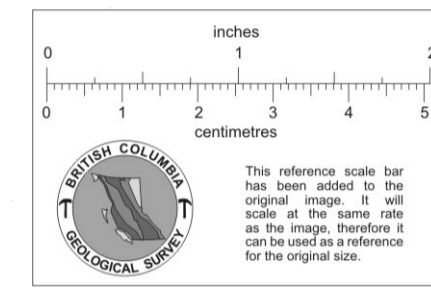 inches
0 1 2
0 1 2 3 4 5
centimetres
BRITISH COLUMBIA
GEOLOGICAL SURVEY
This reference scale bar
has been added to the
original image. It will
scale at the same rate
as the image, therefore it
can be used as a reference
for the original size.